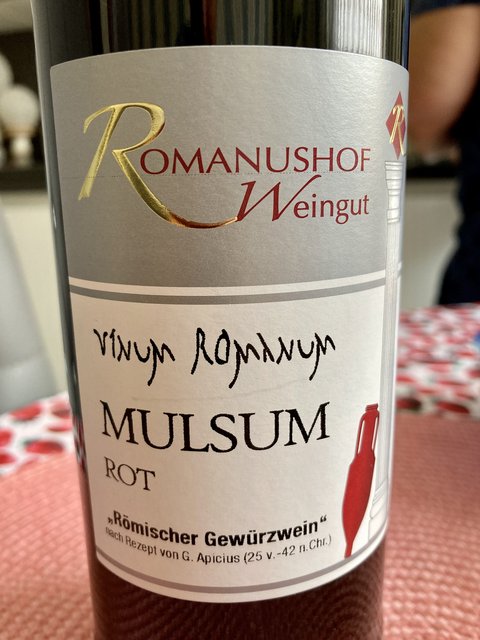 ROMANUSHOF
Weingut
R
vinum Romanum
MULSUM
ROT
„Römischer Gewürzwein“
nach Rezept von G. Apicius (25 v.-42 n.Chr.)